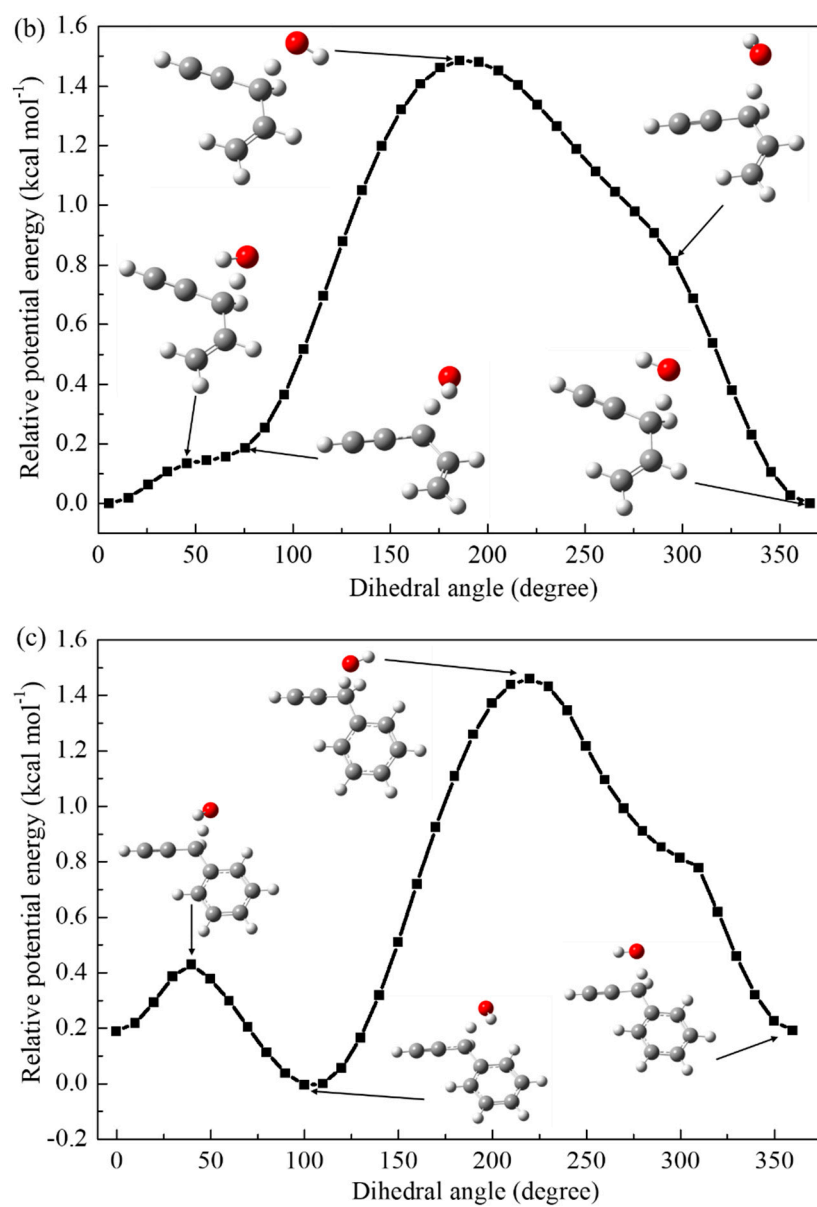 (b)
Relative potential energy (kcal mol⁻¹)
1.6
1.4
1.2
1.0
0.8
0.6
0.4
0.2
0.0
0 50 100 150 200 250 300 350
Dihedral angle (degree)
(c)
Relative potential energy (kcal mol⁻¹)
1.6
1.4
1.2
1.0
0.8
0.6
0.4
0.2
0.0
-0.2
0 50 100 150 200 250 300 350
Dihedral angle (degree)